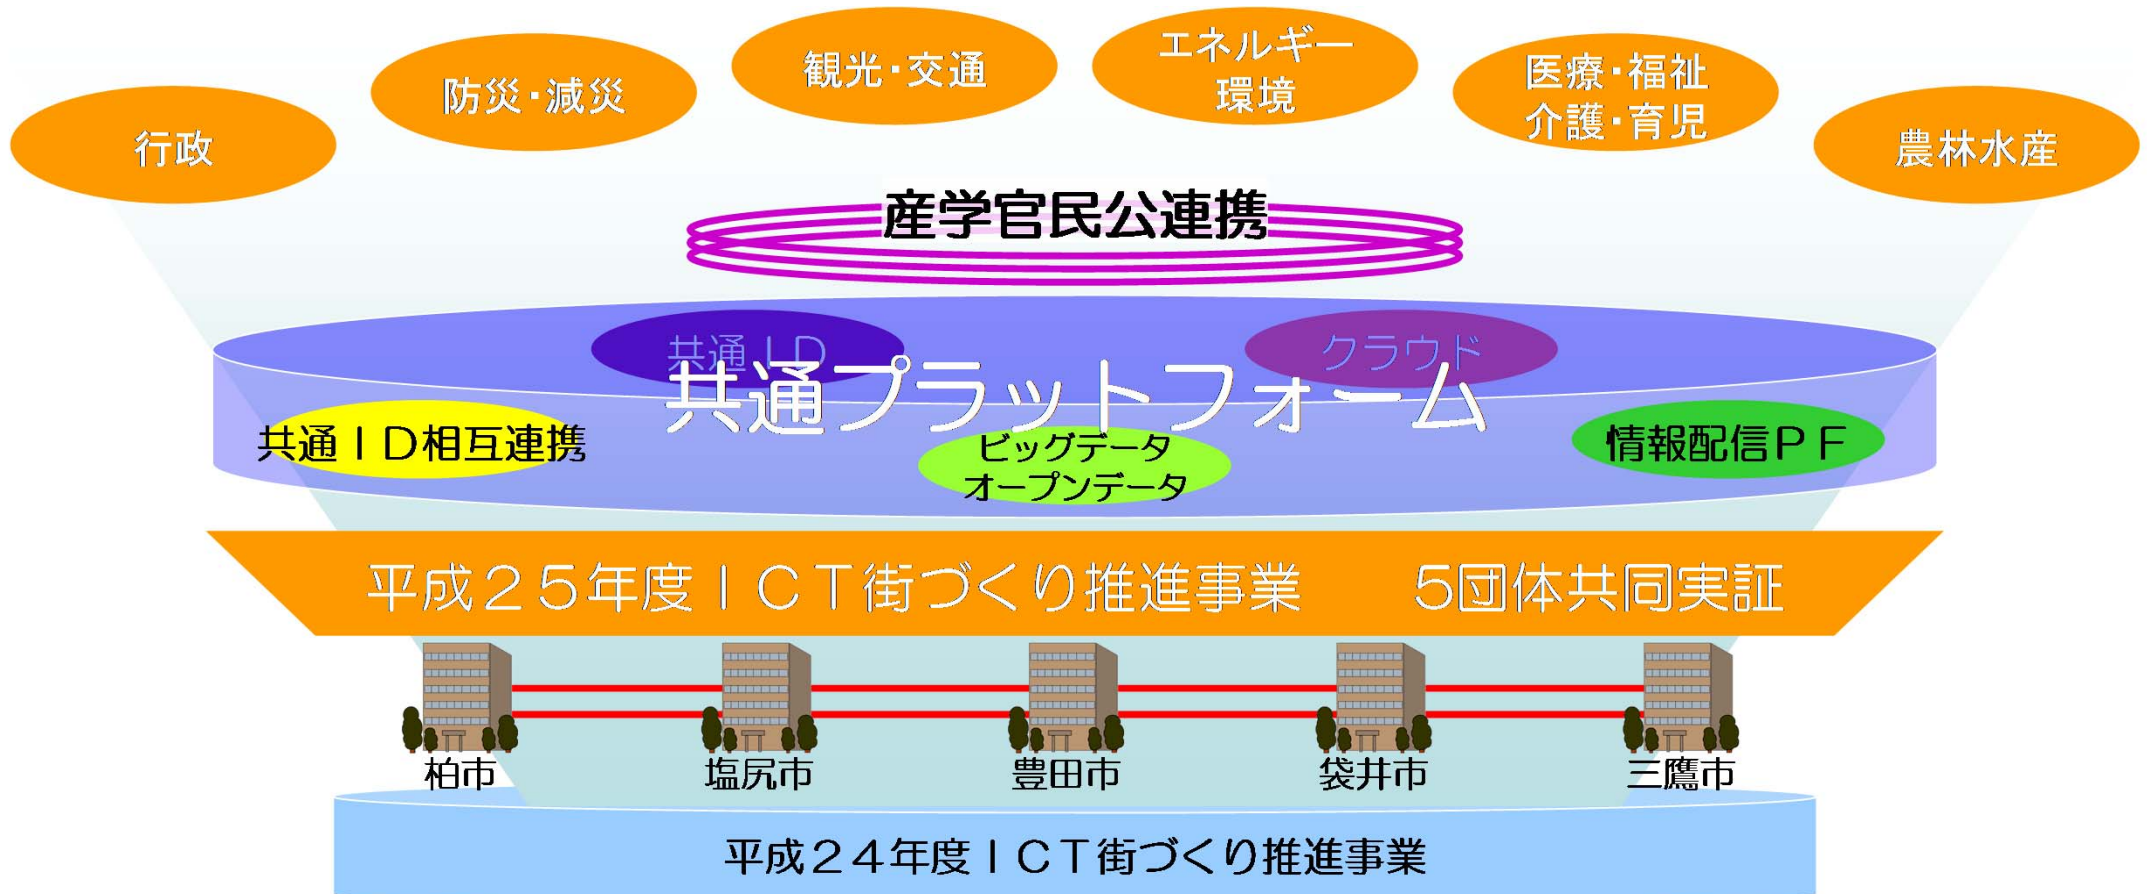 行政
防災・減災
観光・交通
エネルギー
環境
医療・福祉
介護・育児
農林水産
産学官民公連携
共通ＩＤ
クラウド
共通プラットフォーム
共通ＩＤ相互連携
ビッグデータ
オープンデータ
情報配信ＰＦ
平成２５年度ＩＣＴ街づくり推進事業　５団体共同実証
柏市
塩尻市
豊田市
袋井市
三鷹市
平成２４年度ＩＣＴ街づくり推進事業